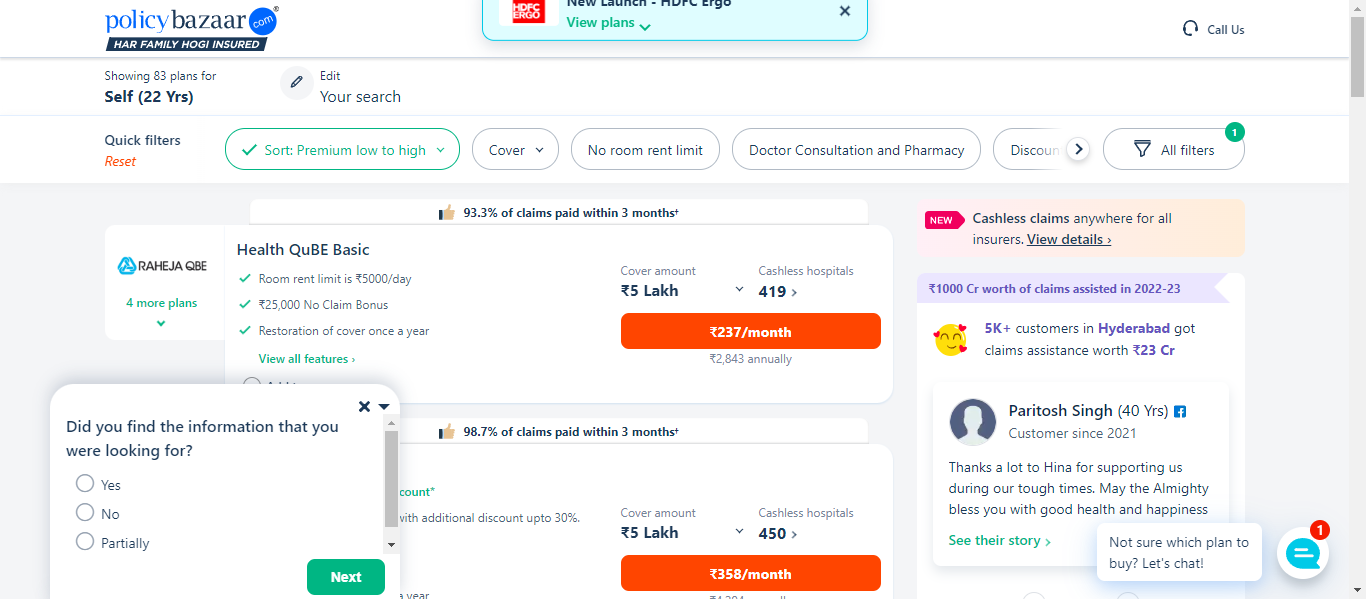 policybazaar.com®
HAR FAMILY HOGI INSURED
HDFC
ERGO
New Launch - HDFC Ergo
View plans
Call Us
Showing 83 plans for
Self (22 Yrs)
Edit
Your search
Quick filters
Reset
Sort: Premium low to high
Cover
No room rent limit
Doctor Consultation and Pharmacy
Discoun
All filters
1
93.3% of claims paid within 3 months†
RAHEJA QBE
4 more plans
Health QuBE Basic
Room rent limit is ₹5000/day
₹25,000 No Claim Bonus
Restoration of cover once a year
View all features ›
Cover amount
₹5 Lakh
Cashless hospitals
419 ›
₹237/month
₹2,843 annually
98.7% of claims paid within 3 months†
count*
with additional discount upto 30%.
Cover amount
₹5 Lakh
Cashless hospitals
450 ›
₹358/month
a year
Did you find the information that you
were looking for?
Yes
No
Partially
Next
NEW
Cashless claims anywhere for all
insurers. View details ›
₹1000 Cr worth of claims assisted in 2022-23
5K+ customers in Hyderabad got
claims assistance worth ₹23 Cr
Paritosh Singh (40 Yrs)
Customer since 2021
Thanks a lot to Hina for supporting us
during our tough times. May the Almighty
bless you with good health and happiness
See their story ›
Not sure which plan to
buy? Let's chat!
1